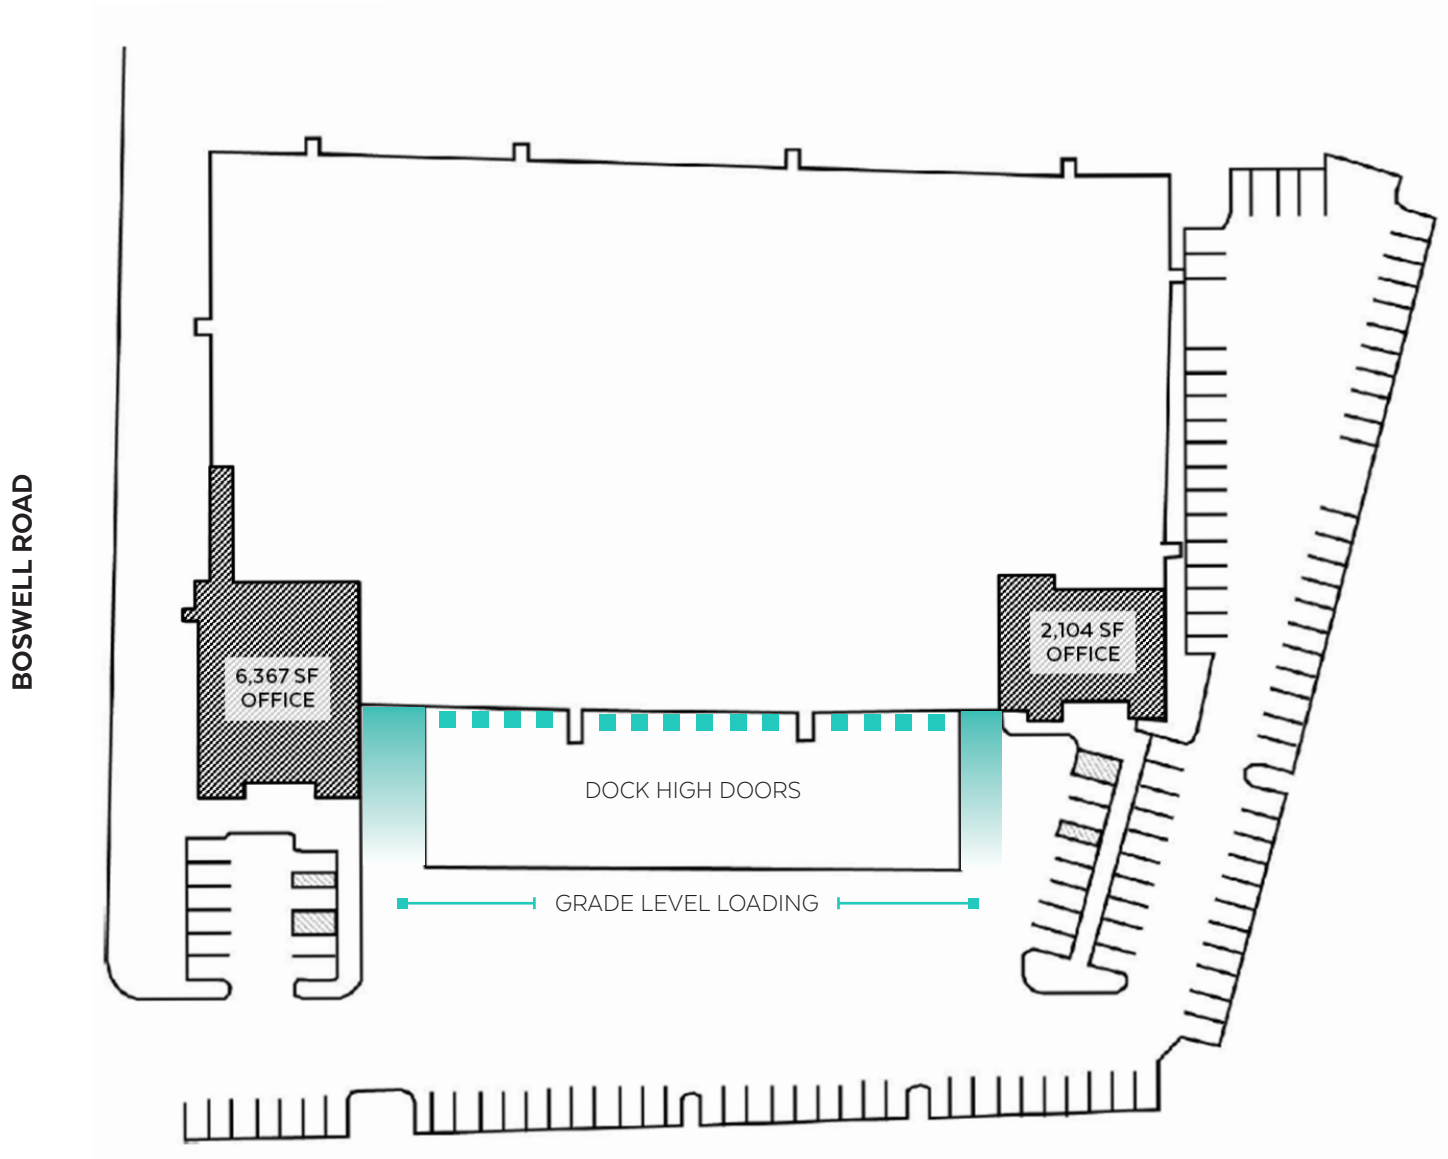 BOSWELL ROAD
2,104 SF
OFFICE
6,367 SF
OFFICE
DOCK HIGH DOORS
GRADE LEVEL LOADING